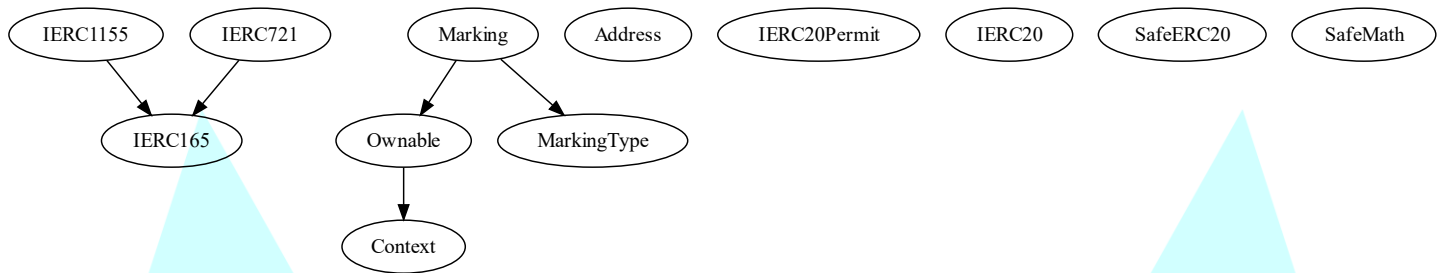 IERC1155 IERC721 Marking Address IERC20Permit IERC20 SafeERC20 SafeMath
IERC165 Ownable MarkingType
Context